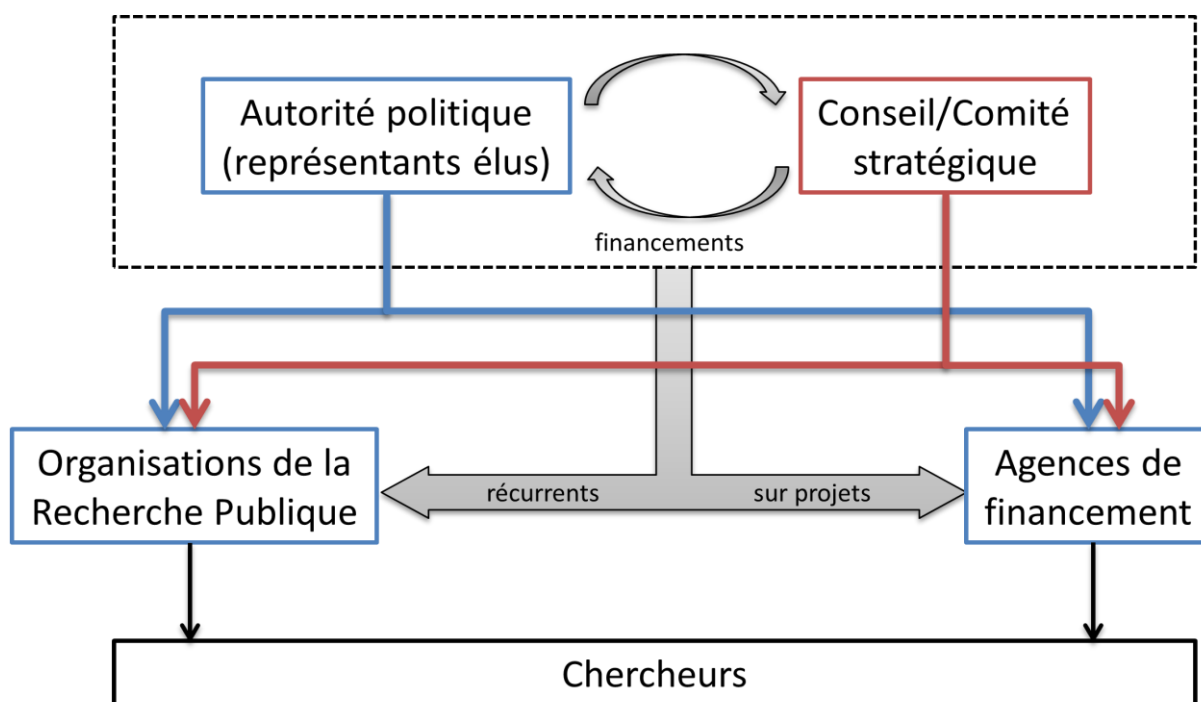 Autorité politique
(représentants élus)
Conseil/Comité
stratégique
financements
Organisations de la
Recherche Publique
récurrents
sur projets
Agences de
financement
Chercheurs